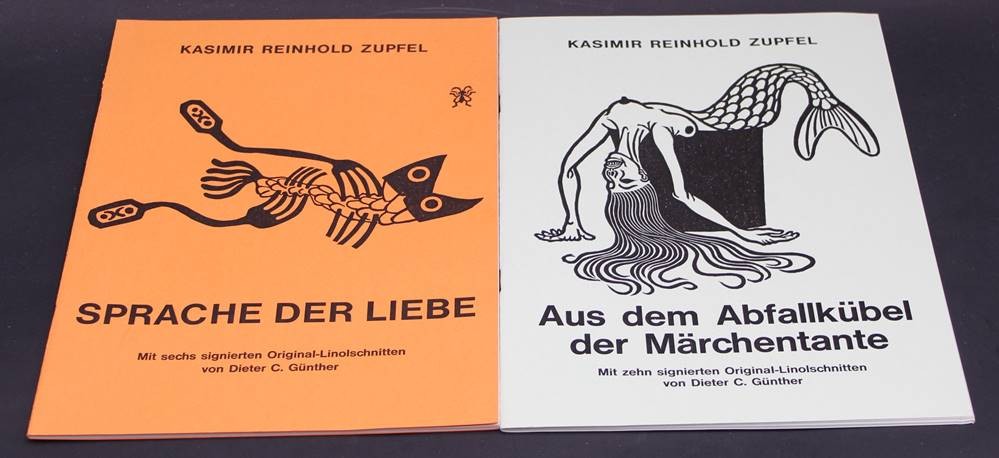 KASIMIR REINHOLD ZUPFEL
SPRACHE DER LIEBE
Mit sechs signierten Original-Linolschnitten
von Dieter C. Günther
KASIMIR REINHOLD ZUPFEL
Aus dem Abfallkübel
der Märchentante
Mit zehn signierten Original-Linolschnitten
von Dieter C. Günther